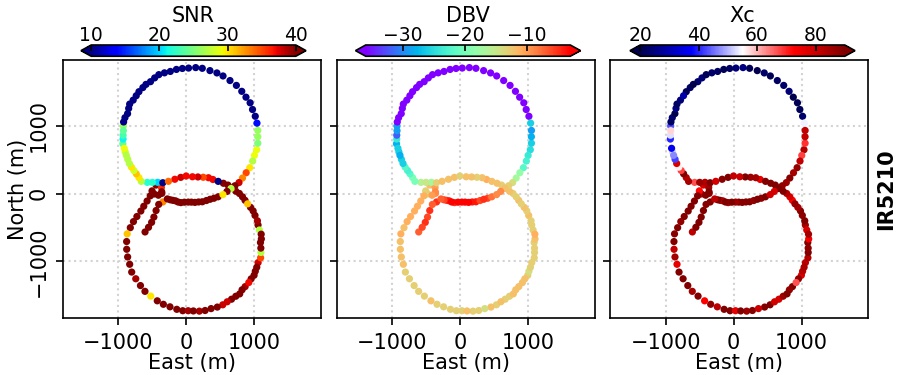 SNR DBV Xc
10 20 30 40 −30 −20 −10 20 40 60 80
North (m)
1000
0
−1000
IR5210
−1000 0 1000 −1000 0 1000 −1000 0 1000
East (m) East (m) East (m)